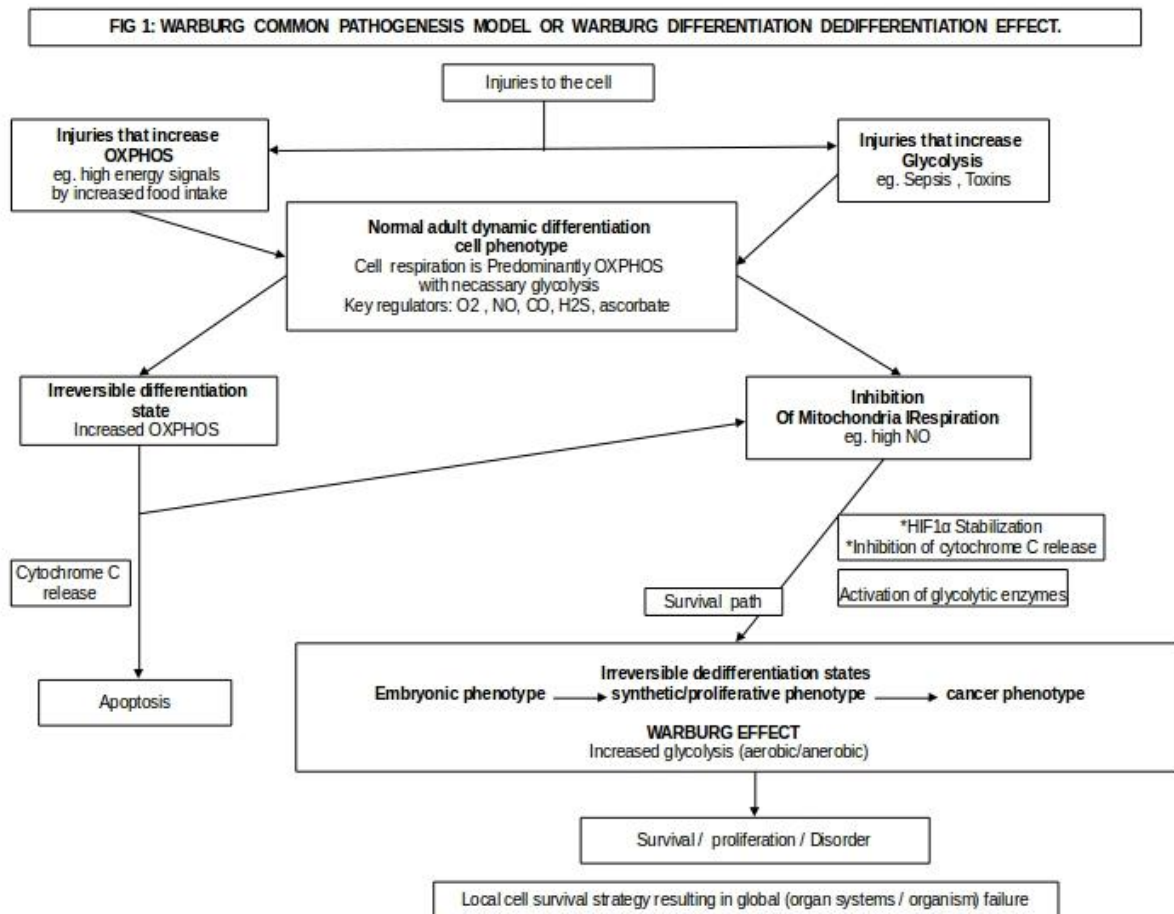 FIG 1: WARBURG COMMON PATHOGENESIS MODEL OR WARBURG DIFFERENTIATION DEDIFFERENTIATION EFFECT.
Injuries to the cell
Injuries that increase
OXPHOS
eg. high energy signals
by increased food intake
Injuries that increase
Glycolysis
eg. Sepsis , Toxins
Normal adult dynamic differentiation
cell phenotype
Cell respiration is Predominantly OXPHOS
with necassary glycolysis
Key regulators: O2 , NO, CO, H2S, ascorbate
Irreversible differentiation
state
Increased OXPHOS
Inhibition
Of Mitochondria lRespiration
eg. high NO
*HIF1α Stabilization
*Inhibition of cytochrome C release
Cytochrome C
release
Activation of glycolytic enzymes
Survival path
Apoptosis
Irreversible dedifferentiation states
Embryonic phenotype synthetic/proliferative phenotype cancer phenotype
WARBURG EFFECT
Increased glycolysis (aerobic/anerobic)
Survival / proliferation / Disorder
Local cell survival strategy resulting in global (organ systems / organism) failure